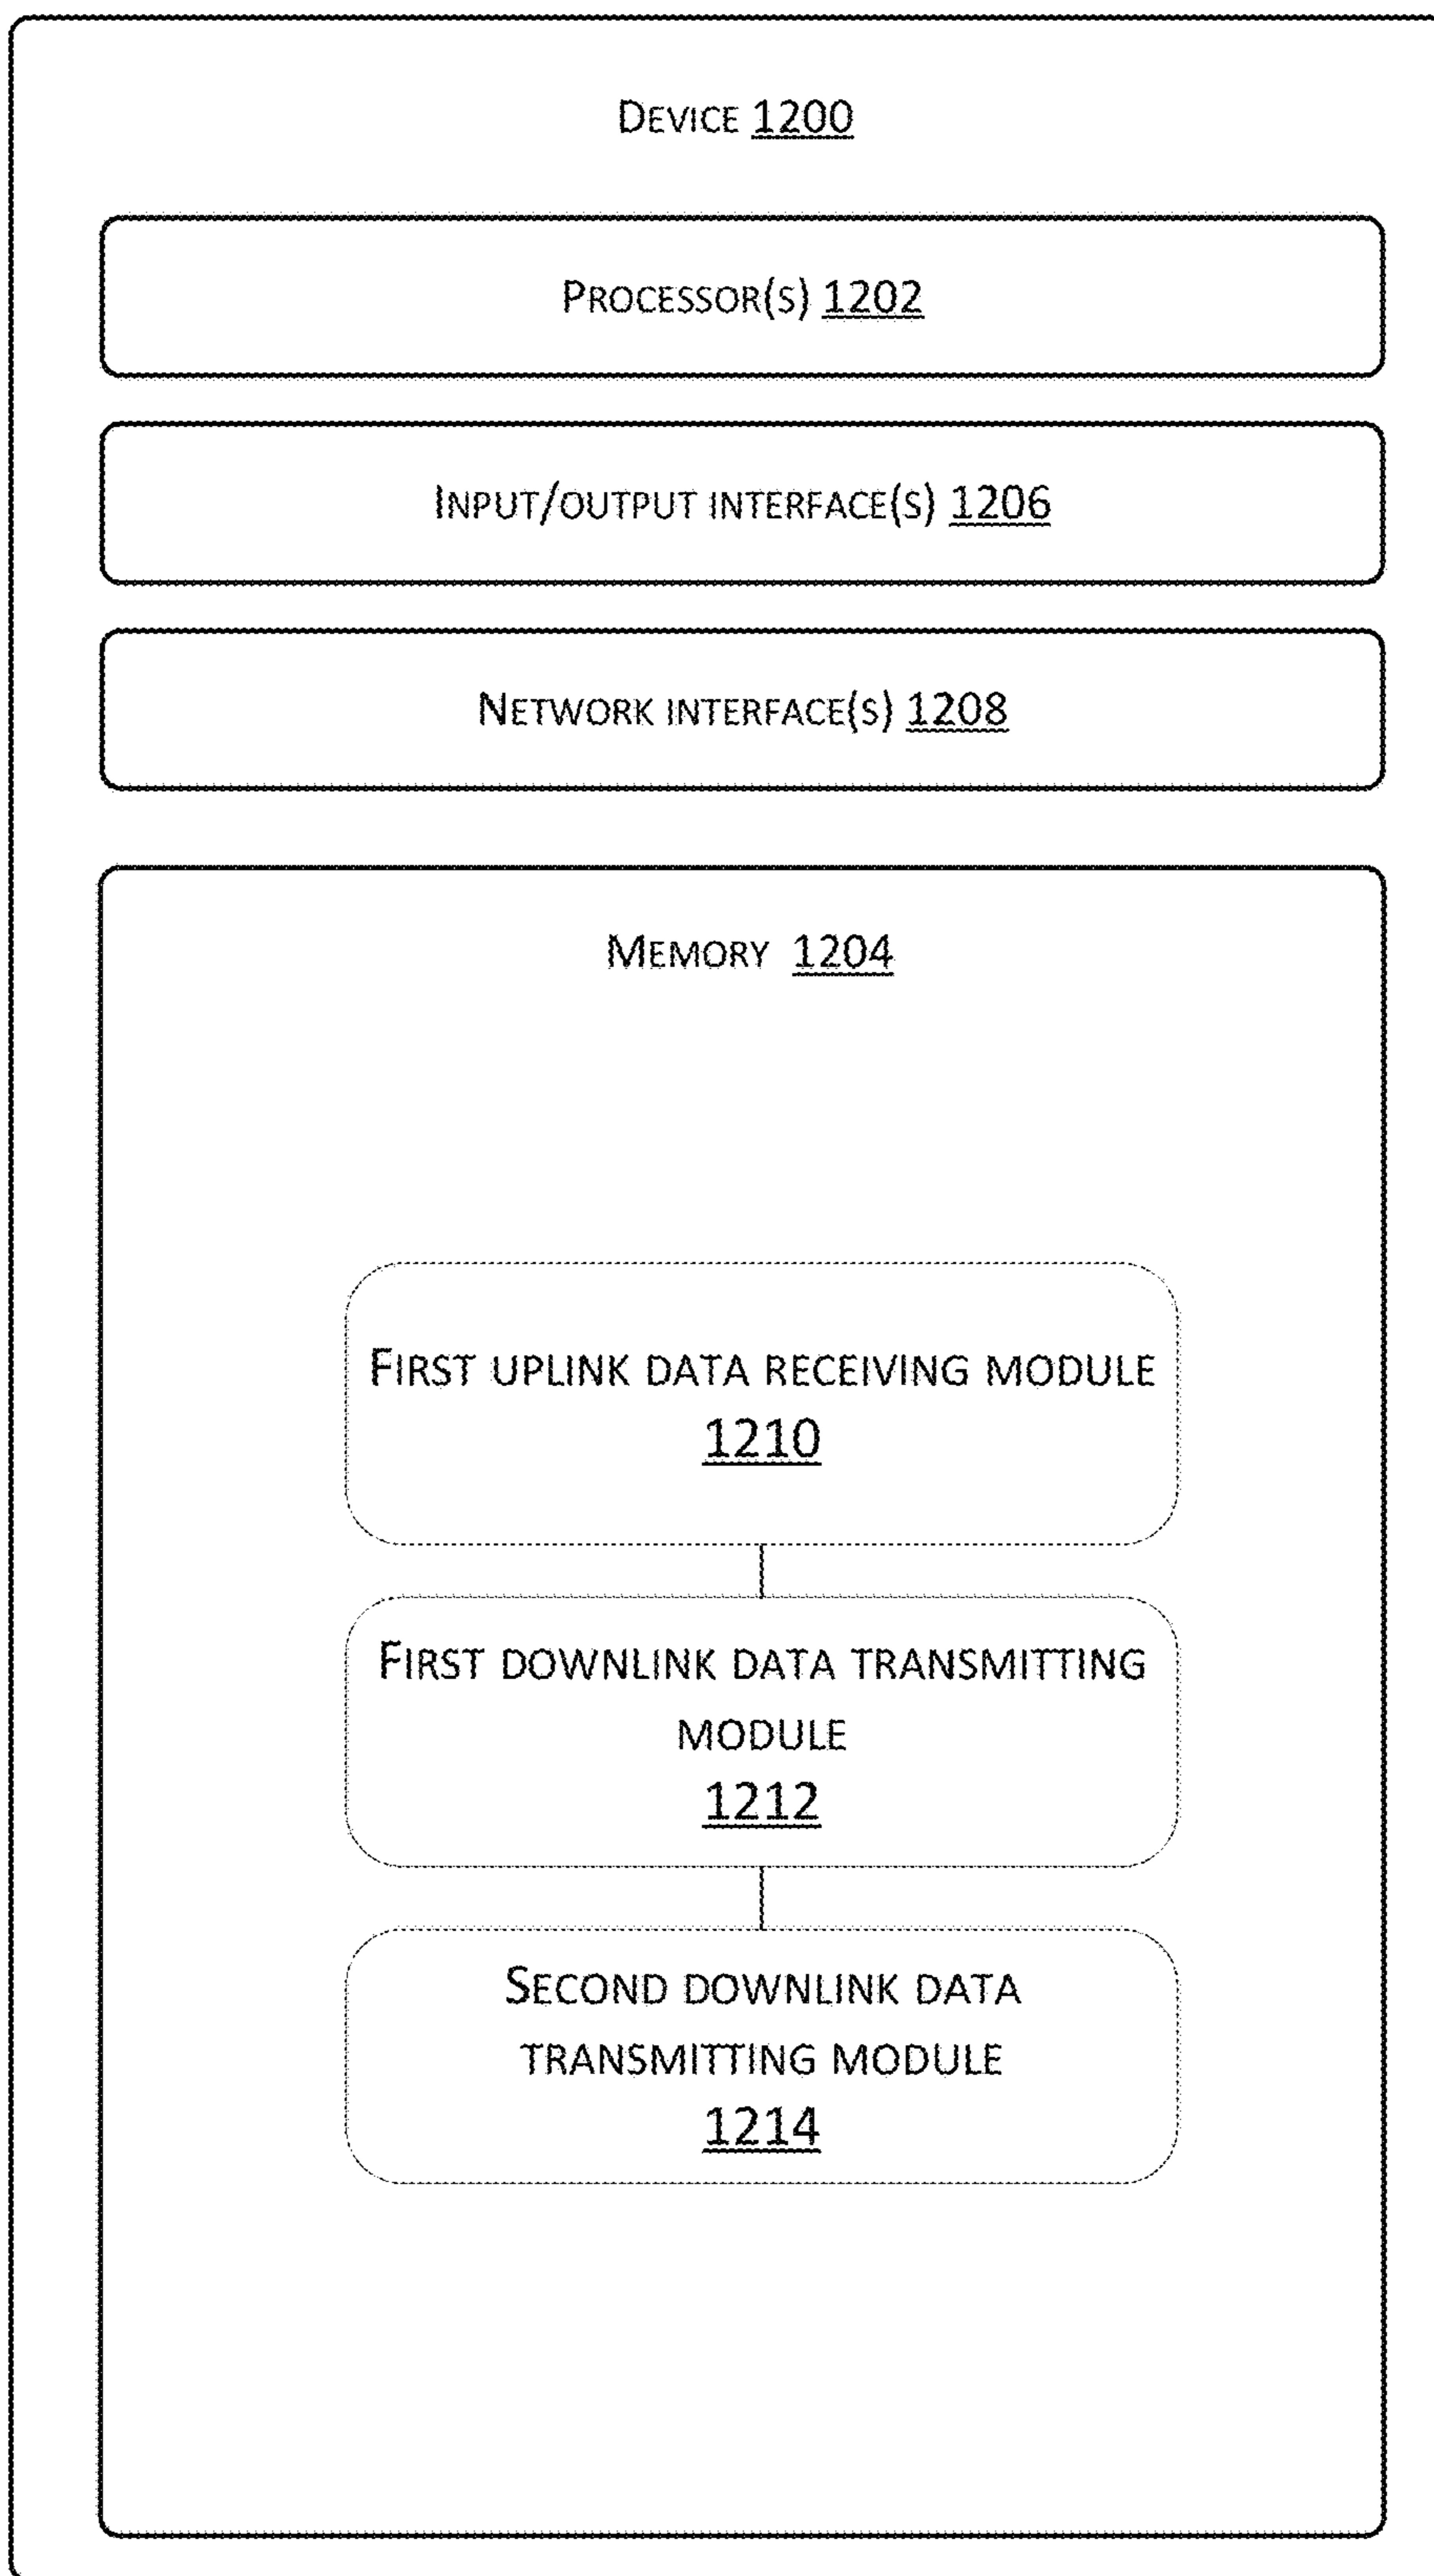 Device 1200
Processor(s) 1202
Input/output interface(s) 1206
Network interface(s) 1208
Memory 1204
First uplink data receiving module
1210
First downlink data transmitting
module
1212
Second downlink data
transmitting module
1214